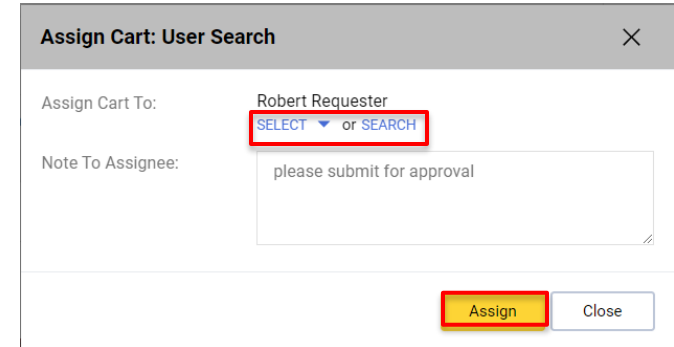 Assign Cart: User Search
Assign Cart To:
Robert Requester
SELECT or SEARCH
Note To Assignee:
please submit for approval
Assign
Close